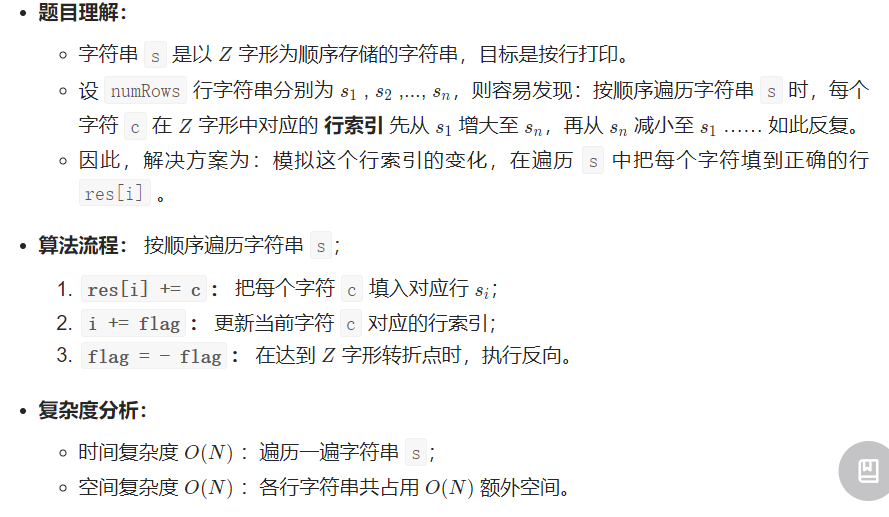 • 题目理解：
◦ 字符串 s 是以 Z 字形为顺序存储的字符串，目标是按行打印。
◦ 设 numRows 行字符串分别为 s₁ , s₂ ,..., sₙ，则容易发现：按顺序遍历字符串 s 时，每个
字符 c 在 Z 字形中对应的 行索引 先从 s₁ 增大至 sₙ，再从 sₙ 减小至 s₁ …… 如此反复。
◦ 因此，解决方案为：模拟这个行索引的变化，在遍历 s 中把每个字符填到正确的行
res[i] 。
• 算法流程： 按顺序遍历字符串 s；
1. res[i] += c： 把每个字符 c 填入对应行 sᵢ；
2. i += flag： 更新当前字符 c 对应的行索引；
3. flag = - flag： 在达到 Z 字形转折点时，执行反向。
• 复杂度分析：
◦ 时间复杂度 O(N) ：遍历一遍字符串 s；
◦ 空间复杂度 O(N) ：各行字符串共占用 O(N) 额外空间。